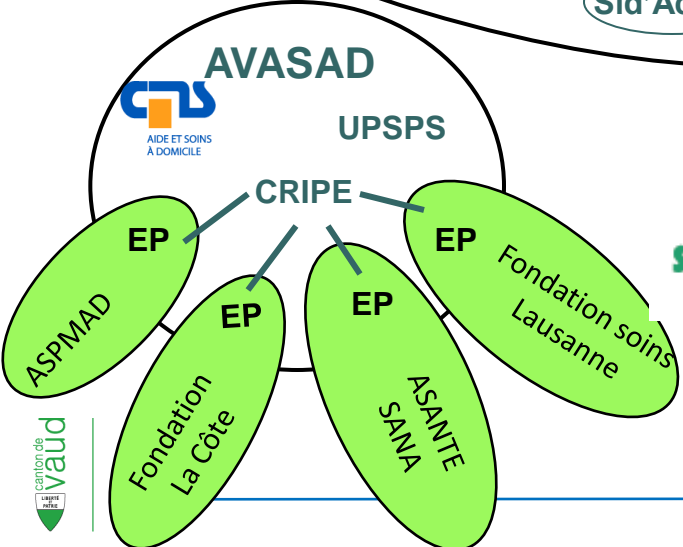 Sid'Ac
AVASAD
cms
AIDE ET SOINS
À DOMICILE
UPSPS
CRIPE
EP
ASPMAD
EP
Fondation
La Côte
EP
ASANTE
SANA
EP
Fondation soins
Lausanne
canton de
vaud
LIBERTÉ
ET
PATRIE